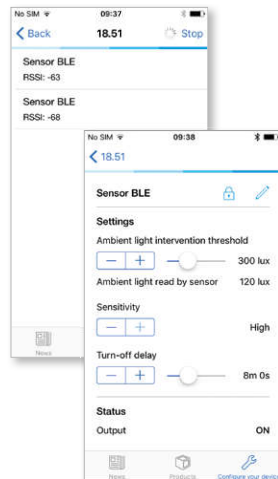 No SIM 09:37
Back 18.51 Stop
Sensor BLE
RSSI: -63
Sensor BLE
RSSI: -68
News
No SIM 09:38
18.51
Sensor BLE
Settings
Ambient light intervention threshold
300 lux
Ambient light read by sensor 120 lux
Sensitivity
High
Turn-off delay
8m 0s
Status
Output ON
News Products Configure your device